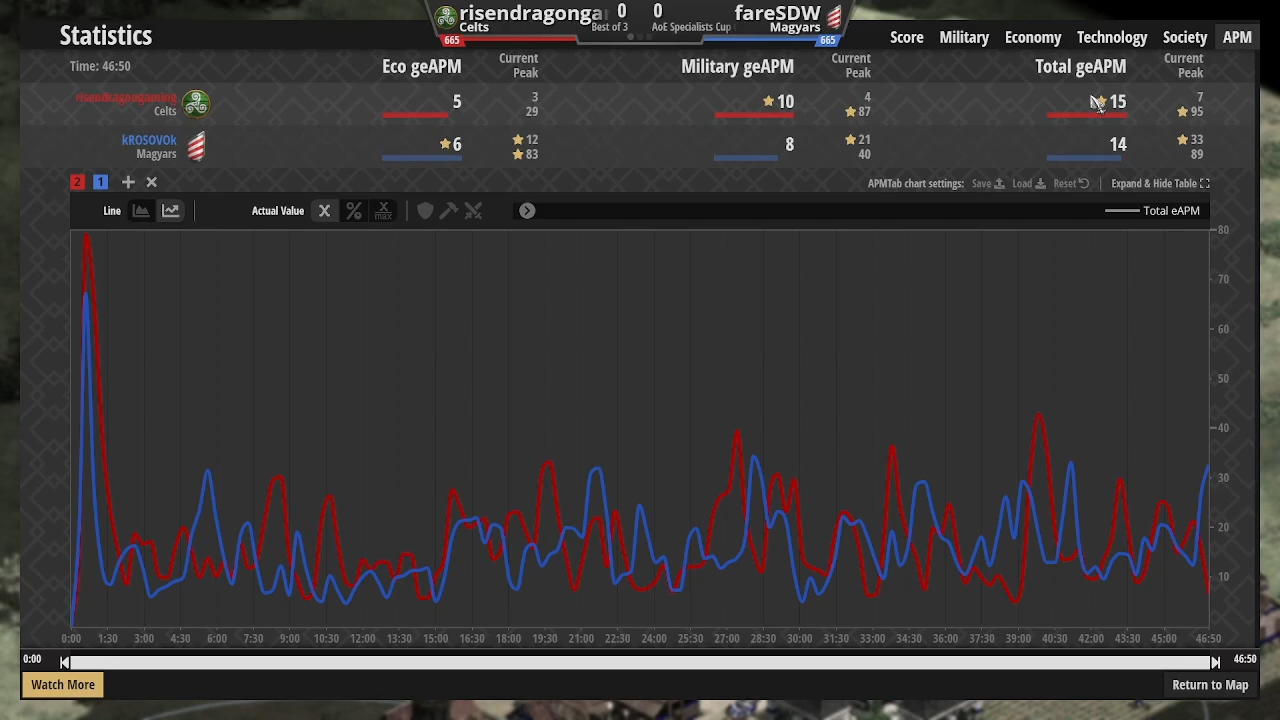 risendragonga 0 0 fareSDW
Celts Best of 3 AoE Specialists Cup Magyars
665 665
Statistics Score Military Economy Technology Society APM
Time: 46:50 Eco geAPM Current Peak Military geAPM Current Peak Total geAPM Current Peak
risendragongaming 5 3 10 4 15 7
Celts 29 87 95
kROSOVOk 6 12 8 21 14 33
Magyars 83 40 89
2 1 APMTab chart settings: Save Load Reset Expand & Hide Table
Line Actual Value X % X max Total eAPM
80
70
60
50
40
30
20
10
0:00 1:30 3:00 4:30 6:00 7:30 9:00 10:30 12:00 13:30 15:00 16:30 18:00 19:30 21:00 22:30 24:00 25:30 27:00 28:30 30:00 31:30 33:00 34:30 36:00 37:30 39:00 40:30 42:00 43:30 45:00 46:50
0:00 46:50
Watch More Return to Map